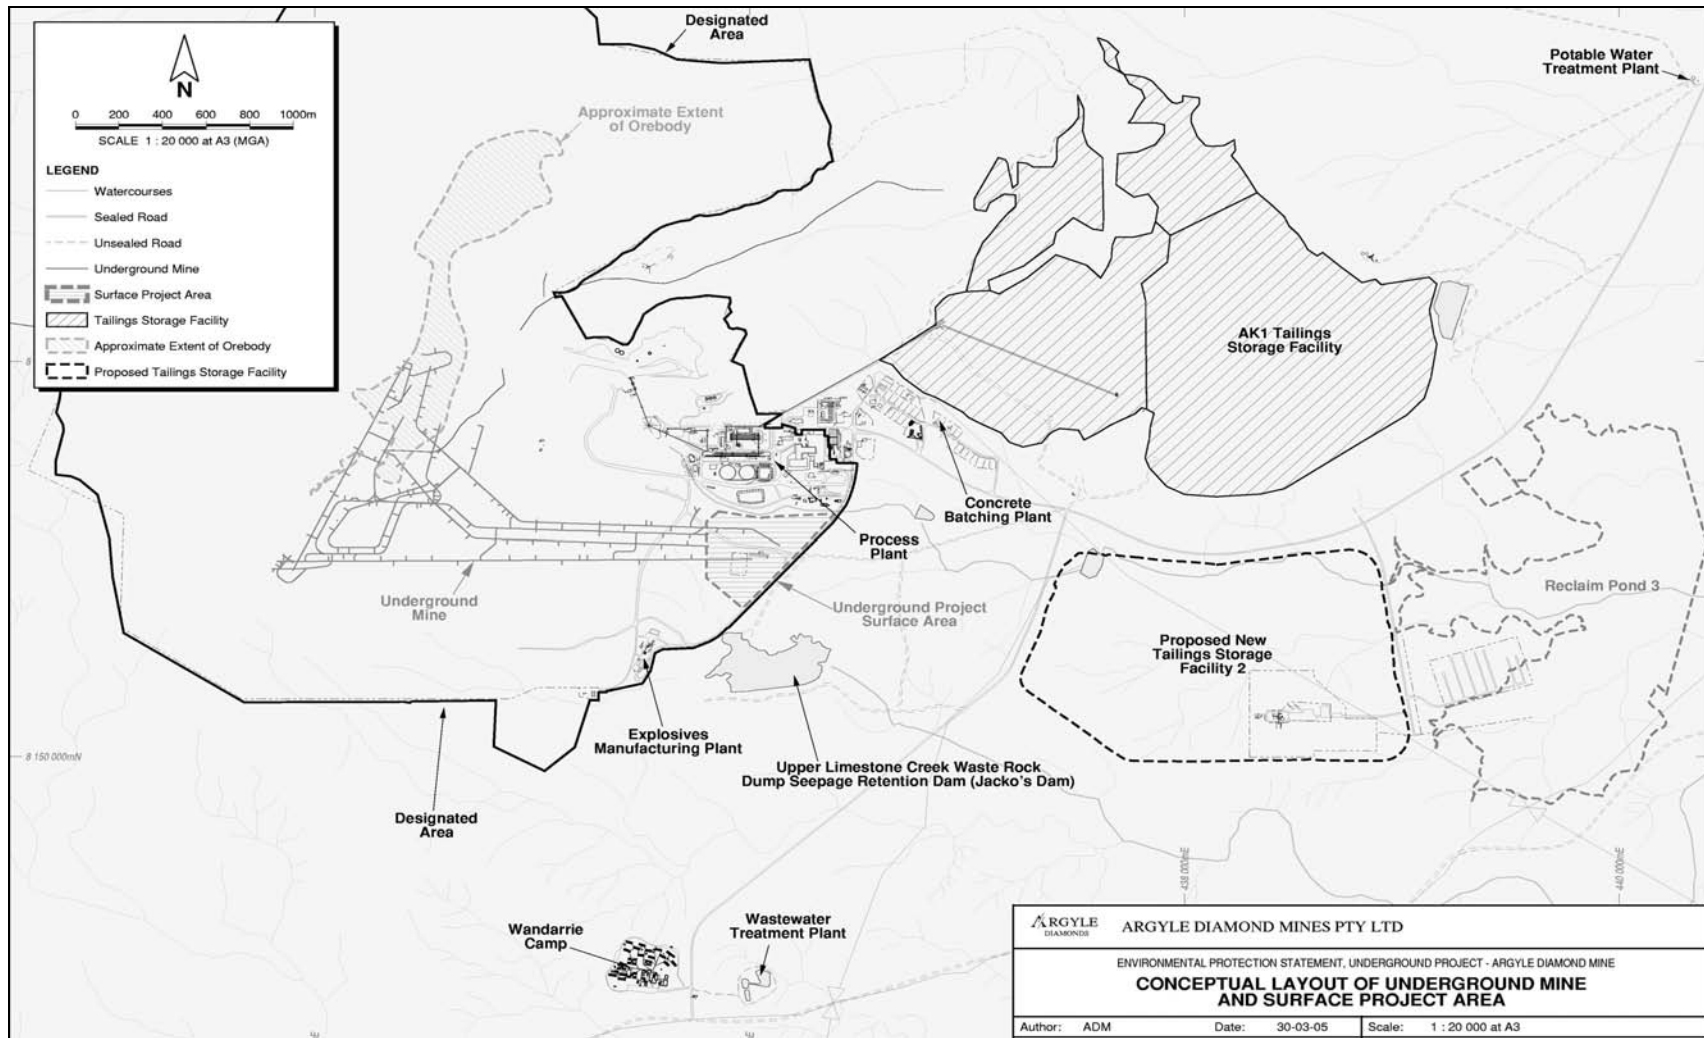 Designated
Area
Potable Water
Treatment Plant
N
0 200 400 600 800 1000m
SCALE 1 : 20 000 at A3 (MGA)
Approximate Extent
of Orebody
LEGEND
Watercourses
Sealed Road
Unsealed Road
Underground Mine
Surface Project Area
Tailings Storage Facility
Approximate Extent of Orebody
Proposed Tailings Storage Facility
AK1 Tailings
Storage Facility
Concrete
Batching Plant
Process
Plant
Underground
Mine
Underground Project
Surface Area
Reclaim Pond 3
Proposed New
Tailings Storage
Facility 2
Explosives
Manufacturing Plant
8 150 000mN
Upper Limestone Creek Waste Rock
Dump Seepage Retention Dam (Jacko's Dam)
Designated
Area
438 000mE
440 000mE
Wandarrie
Camp
Wastewater
Treatment Plant
ARGYLE
DIAMONDS
ARGYLE DIAMOND MINES PTY LTD
ENVIRONMENTAL PROTECTION STATEMENT, UNDERGROUND PROJECT - ARGYLE DIAMOND MINE
CONCEPTUAL LAYOUT OF UNDERGROUND MINE
AND SURFACE PROJECT AREA
Author: ADM Date: 30-03-05 Scale: 1 : 20 000 at A3